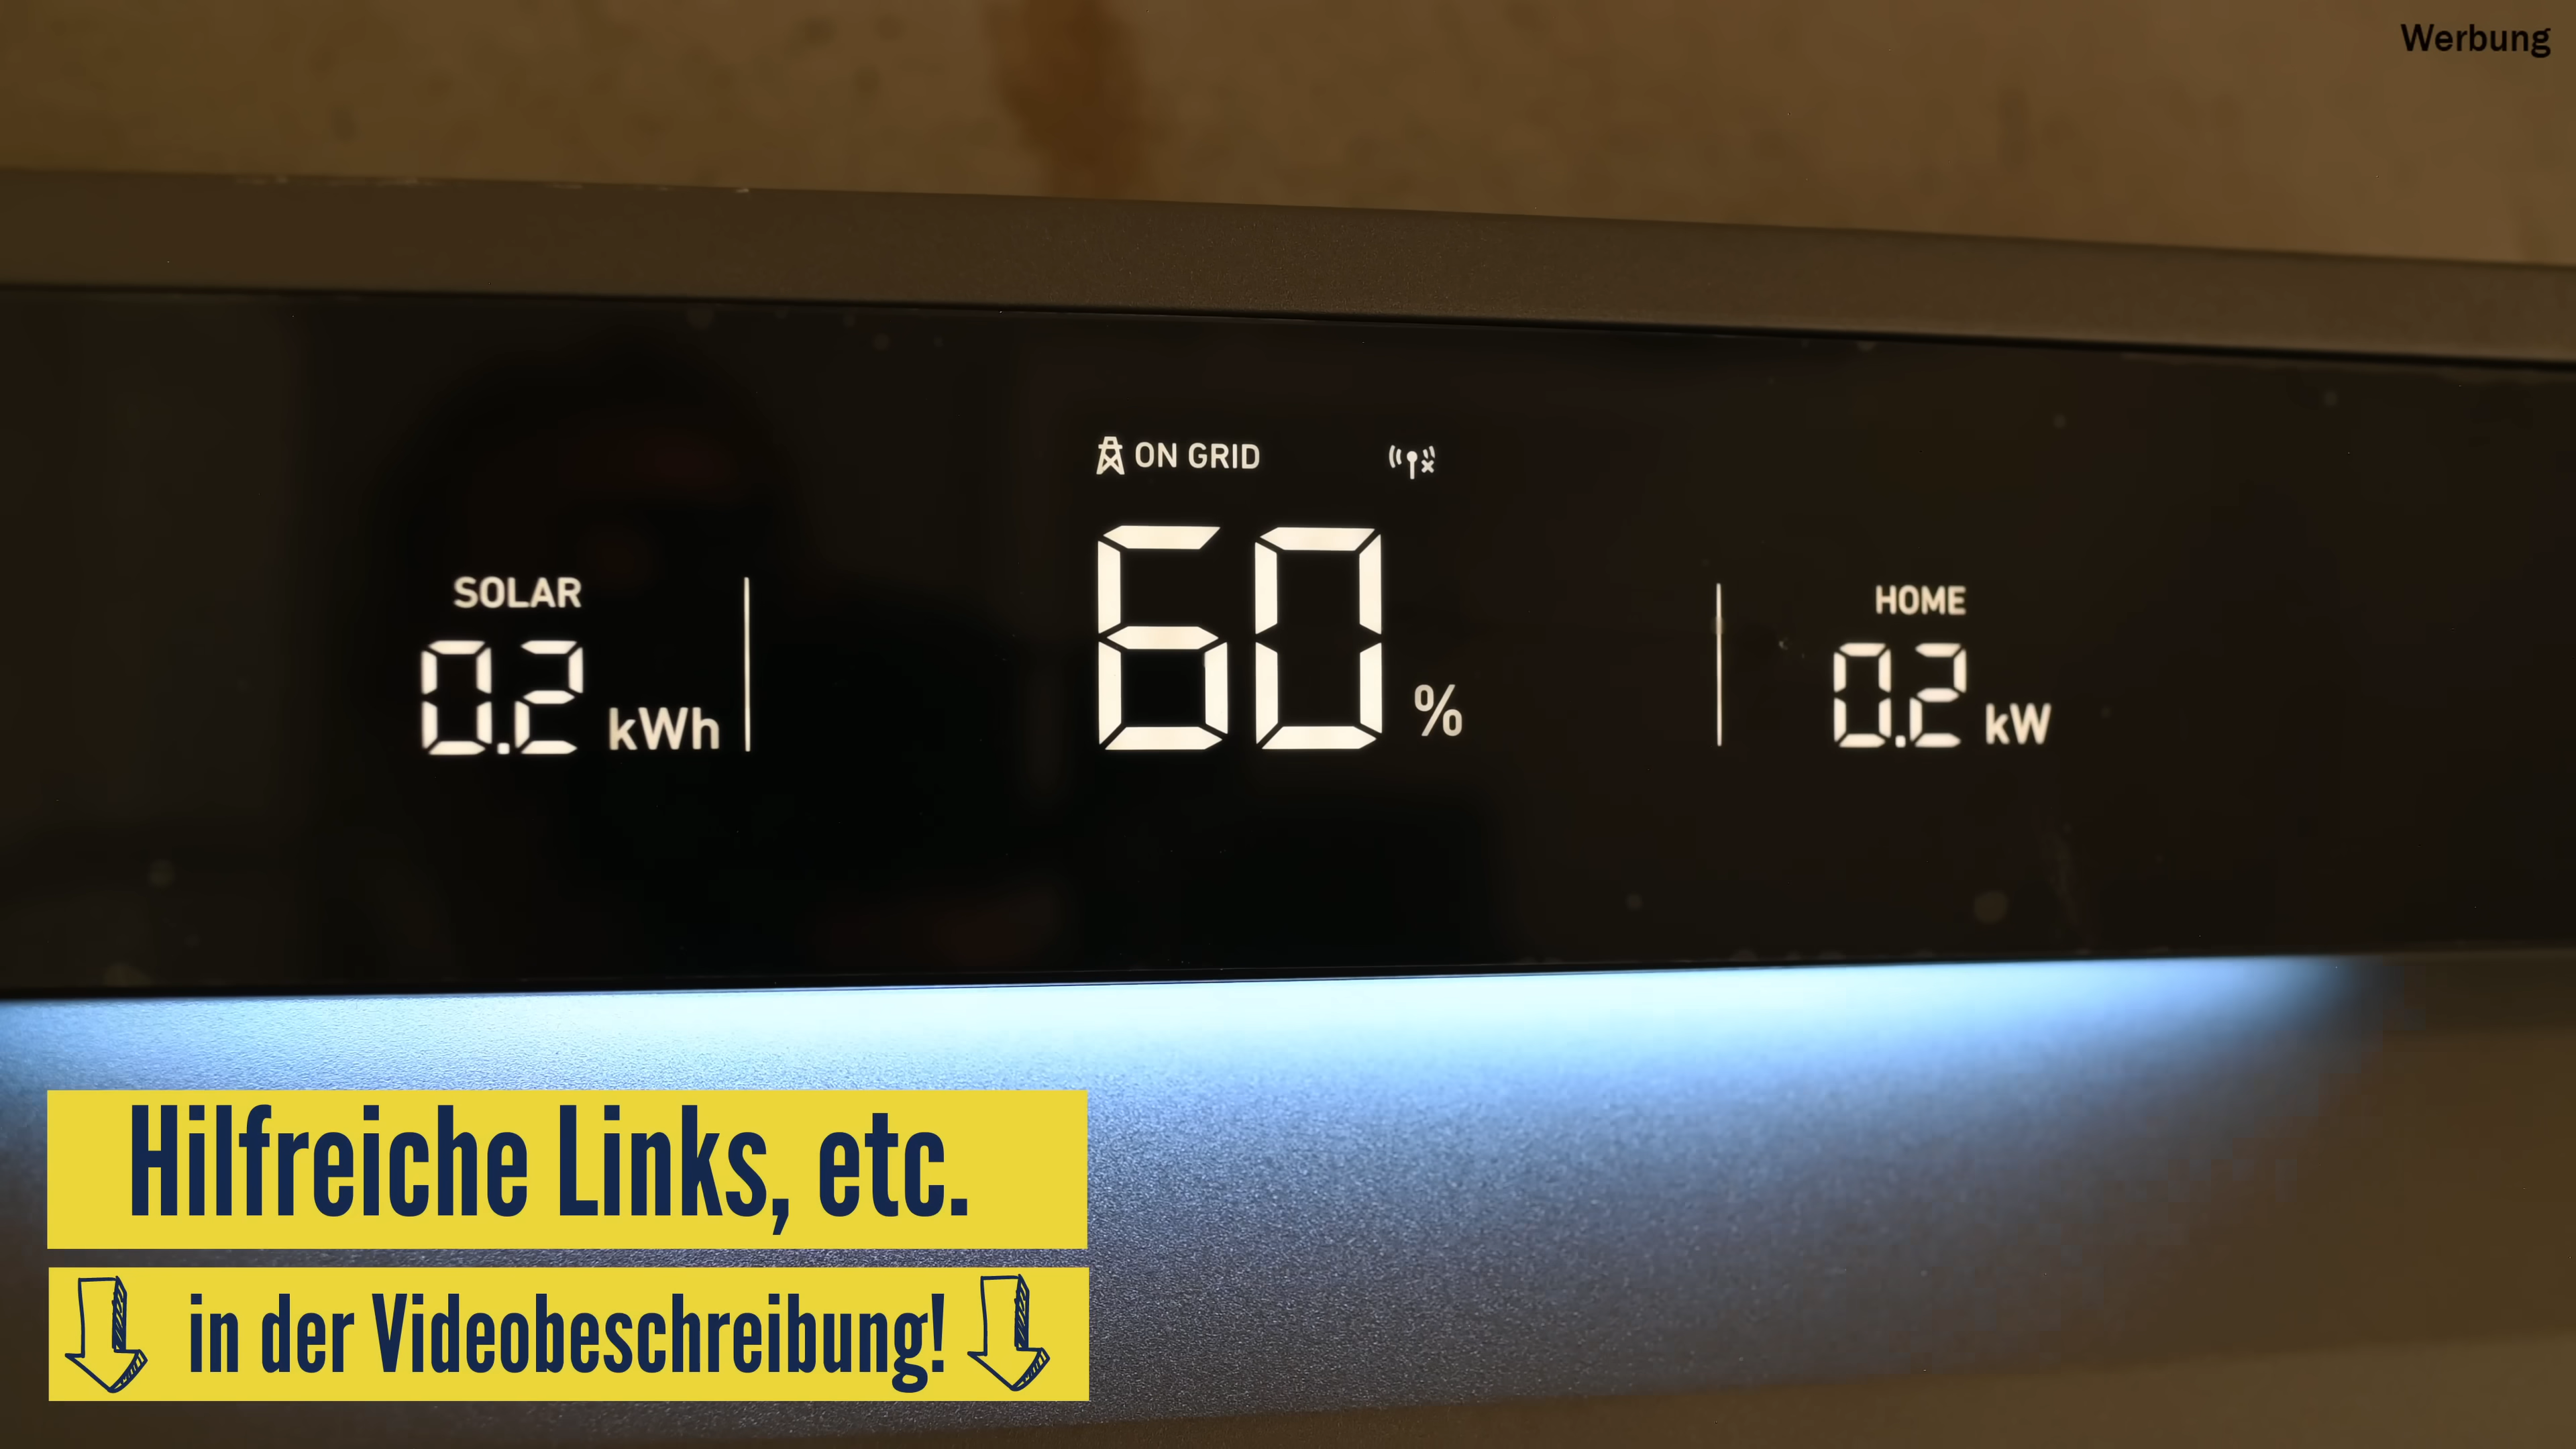 Werbung
ON GRID
SOLAR
0.2 kWh
60 %
HOME
0.2 kW
Hilfreiche Links, etc.
in der Videobeschreibung!